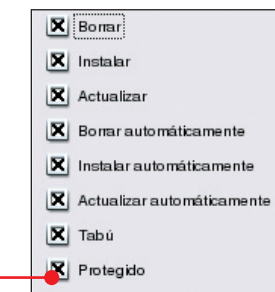 Borrar
Instalar
Actualizar
Borrar automáticamente
Instalar automáticamente
Actualizar automáticamente
Tabú
Protegido